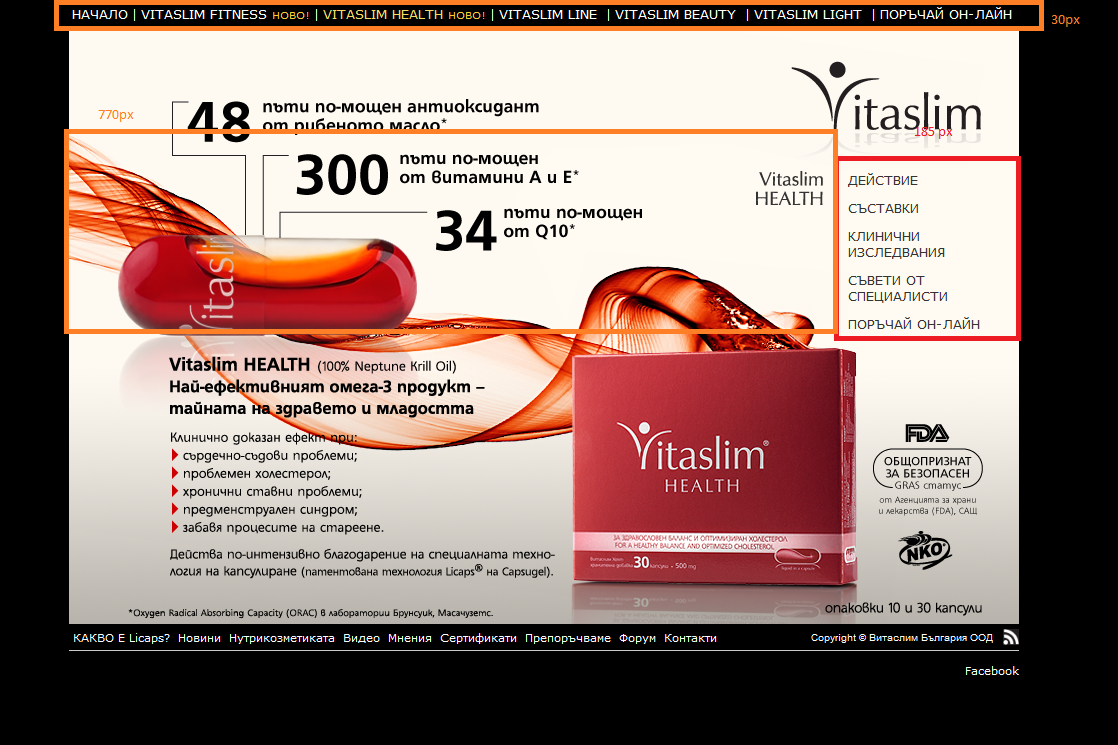 НАЧАЛО | VITASLIM FITNESS НОВО! | VITASLIM HEALTH НОВО! | VITASLIM LINE | VITASLIM BEAUTY | VITASLIM LIGHT | ПОРЪЧАЙ ОН-ЛАЙН
30px
770px
48 пъти по-мощен антиоксидант
от рибеното масло*
Vitaslim
185 px
300 пъти по-мощен
от витамини А и Е*
Vitaslim
HEALTH
34 пъти по-мощен
от Q10*
ДЕЙСТВИЕ
СЪСТАВКИ
КЛИНИЧНИ
ИЗСЛЕДВАНИЯ
СЪВЕТИ ОТ
СПЕЦИАЛИСТИ
ПОРЪЧАЙ ОН-ЛАЙН
Vitaslim
Vitaslim HEALTH (100% Neptune Krill Oil)
Най-ефективният омега-3 продукт –
тайната на здравето и младостта
Клинично доказан ефект при:
сърдечно-съдови проблеми;
проблемен холестерол;
хронични ставни проблеми;
предменструален синдром;
забавя процесите на стареене.
Действа по-интензивно благодарение на специалната техно-
логия на капсулиране (патентована технология Licaps® на Capsugel).
*Oxygen Radical Absorbing Capacity (ORAC) в лаборатории Брунсуик, Масачузетс.
Vitaslim®
HEALTH
ЗА ЗДРАВОСЛОВЕН БАЛАНС И ОПТИМИЗИРАН ХОЛЕСТЕРОЛ
FOR A HEALTHY BALANCE AND OPTIMIZED CHOLESTEROL
30 капсули • 500 mg
FDA
ОБЩОПРИЗНАТ
ЗА БЕЗОПАСЕН
GRAS статус
от Агенцията за храни
и лекарства (FDA), САЩ
NKO
опаковки 10 и 30 капсули
КАКВО Е Licaps? Новини Нутрикозметиката Видео Мнения Сертификати Препоръчваме Форум Контакти
Copyright © Витаслим България ООД
Facebook